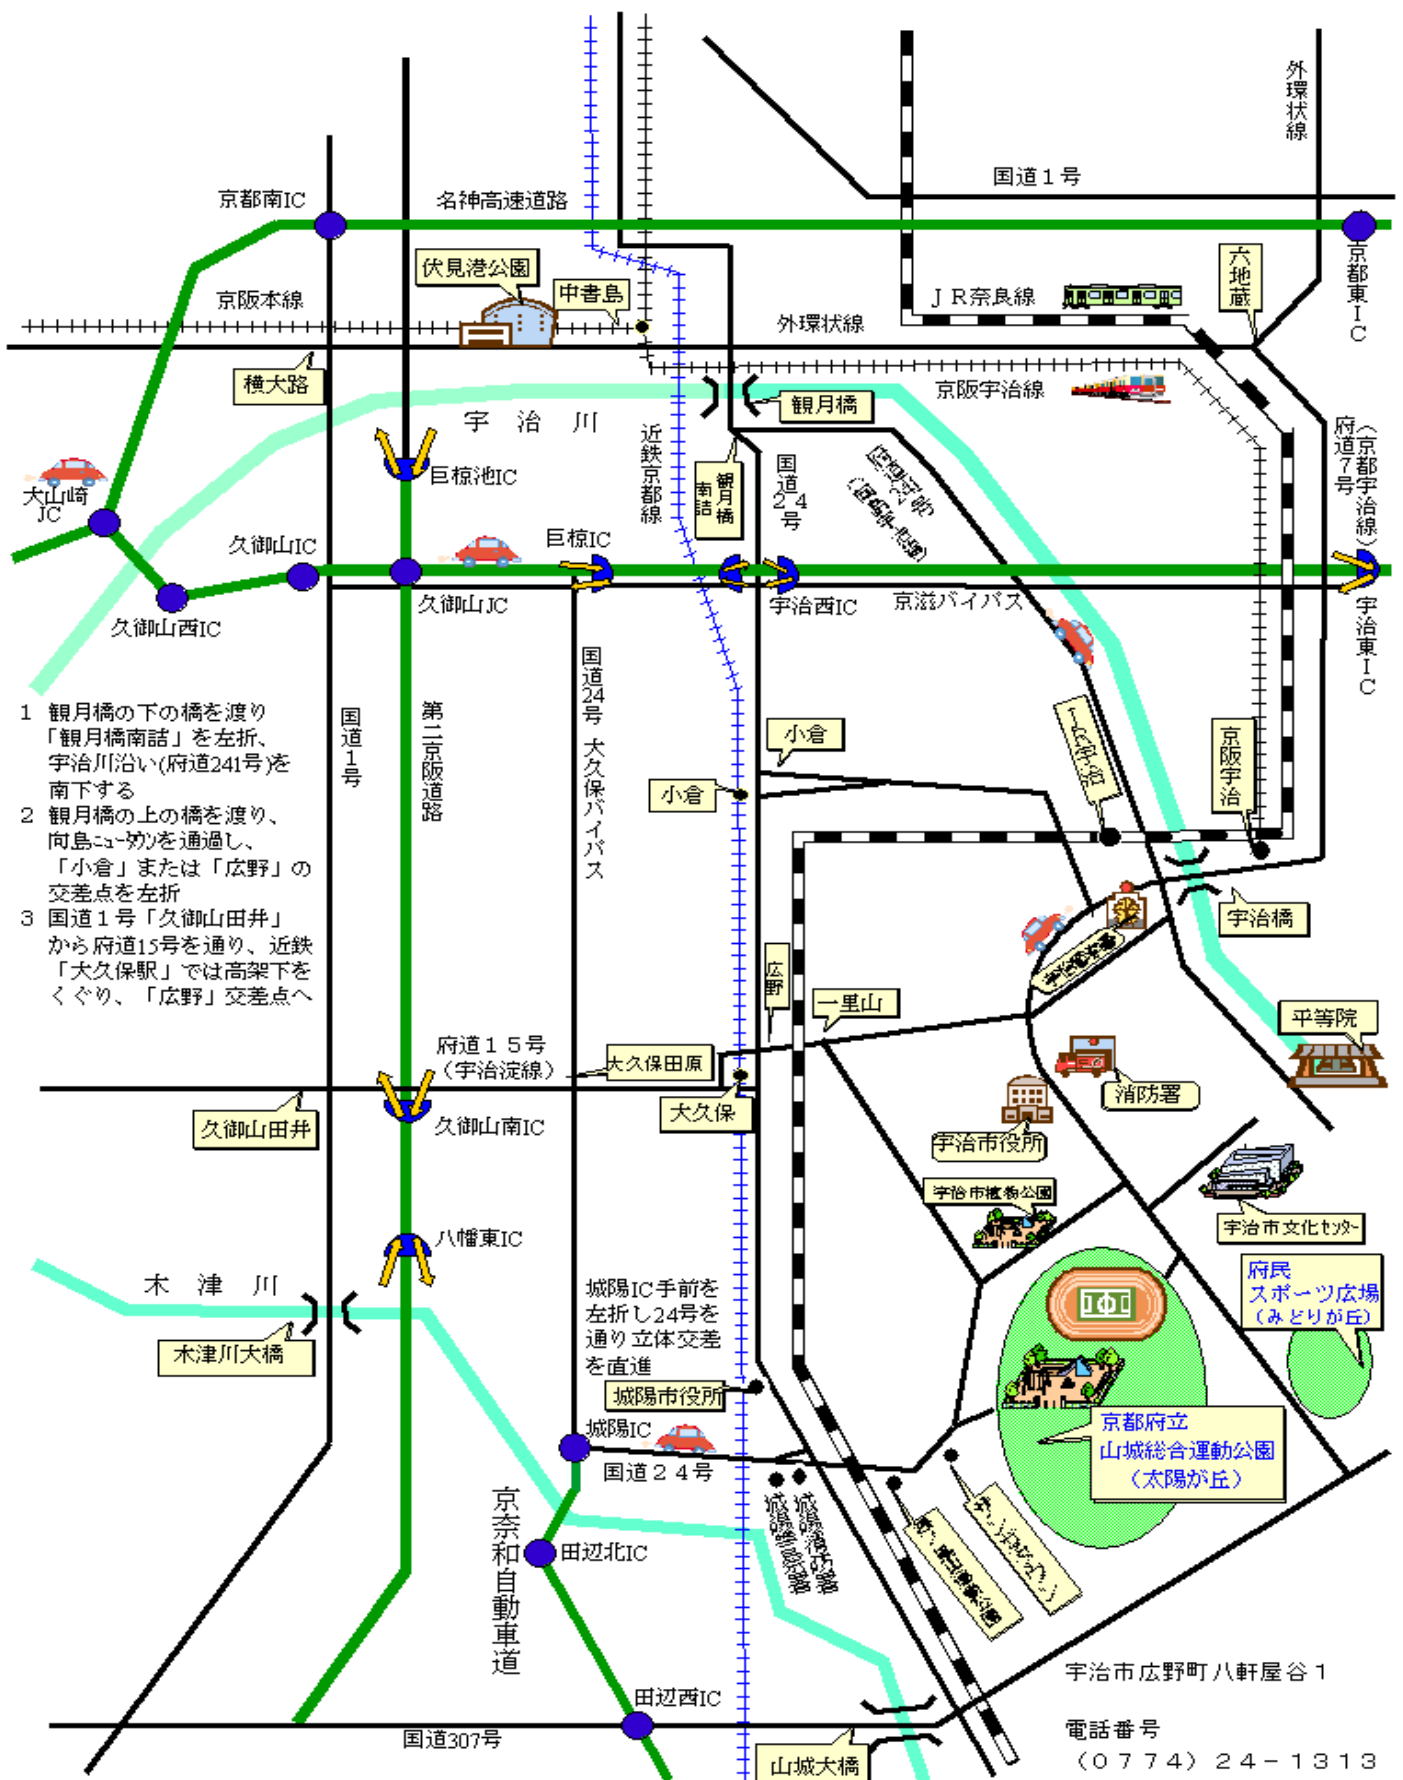 外環状線
国道１号
京都南IC
名神高速道路
京都東ＩＣ
六地蔵
伏見港公園
中書島
京阪本線
ＪＲ奈良線
外環状線
横大路
京阪宇治線
観月橋
宇治川
近鉄京都線
観月橋
南詰
国道24号
府道7号
（京都宇治線）
巨椋池IC
大山崎
JC
久御山IC
巨椋IC
久御山西IC
久御山JC
宇治西IC
京滋バイパス
宇治東ＩＣ
1 観月橋の下の橋を渡り
「観月橋南詰」を左折、
宇治川沿い(府道241号)を
南下する
2 観月橋の上の橋を渡り、
向島ﾆｭｰﾀｳﾝを通過し、
「小倉」または「広野」の
交差点を左折
3 国道１号「久御山田井」
から府道15号を通り、近鉄
「大久保駅」では高架下を
くぐり、「広野」交差点へ
国道1号
第二京阪道路
国道24号 大久保バイパス
小倉
小倉
京阪宇治
宇治橋
広野
一里山
平等院
府道１５号
（宇治淀線）
大久保田原
大久保
消防署
久御山田井
久御山南IC
宇治市役所
宇治市植物公園
宇治市文化ｾﾝﾀｰ
八幡東IC
木津川
木津川大橋
府民
スポーツ広場
（みどりが丘）
城陽IC手前を
左折し24号を
通り立体交差
を直進
城陽市役所
城陽IC
国道２４号
京都府立
山城総合運動公園
（太陽が丘）
京奈和自動車道
田辺北IC
田辺西IC
国道307号
山城大橋
宇治市広野町八軒屋谷１
電話番号
（０７７４）２４－１３１３